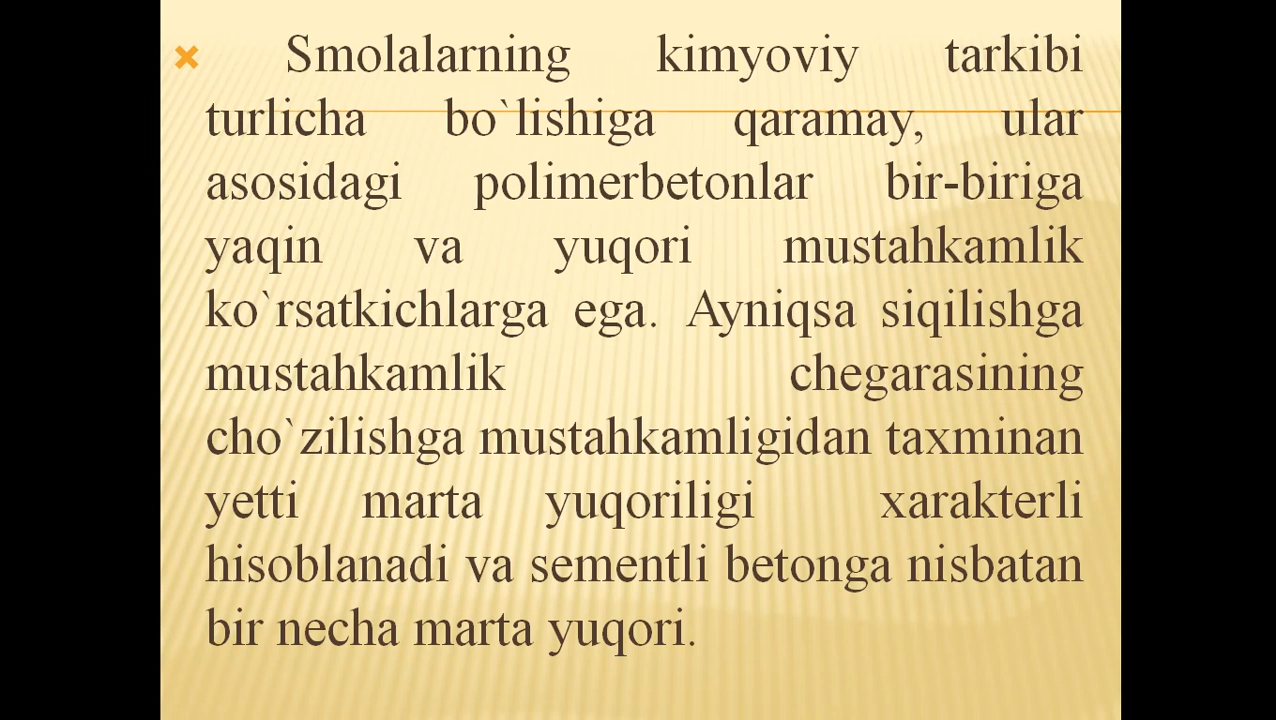 Smolalarning kimyoviy tarkibi
turlicha bo`lishiga qaramay, ular
asosidagi polimerbetonlar bir-biriga
yaqin va yuqori mustahkamlik
ko`rsatkichlarga ega. Ayniqsa siqilishga
mustahkamlik chegarasining
cho`zilishga mustahkamligidan taxminan
yetti marta yuqoriligi xarakterli
hisoblanadi va sementli betonga nisbatan
bir necha marta yuqori.